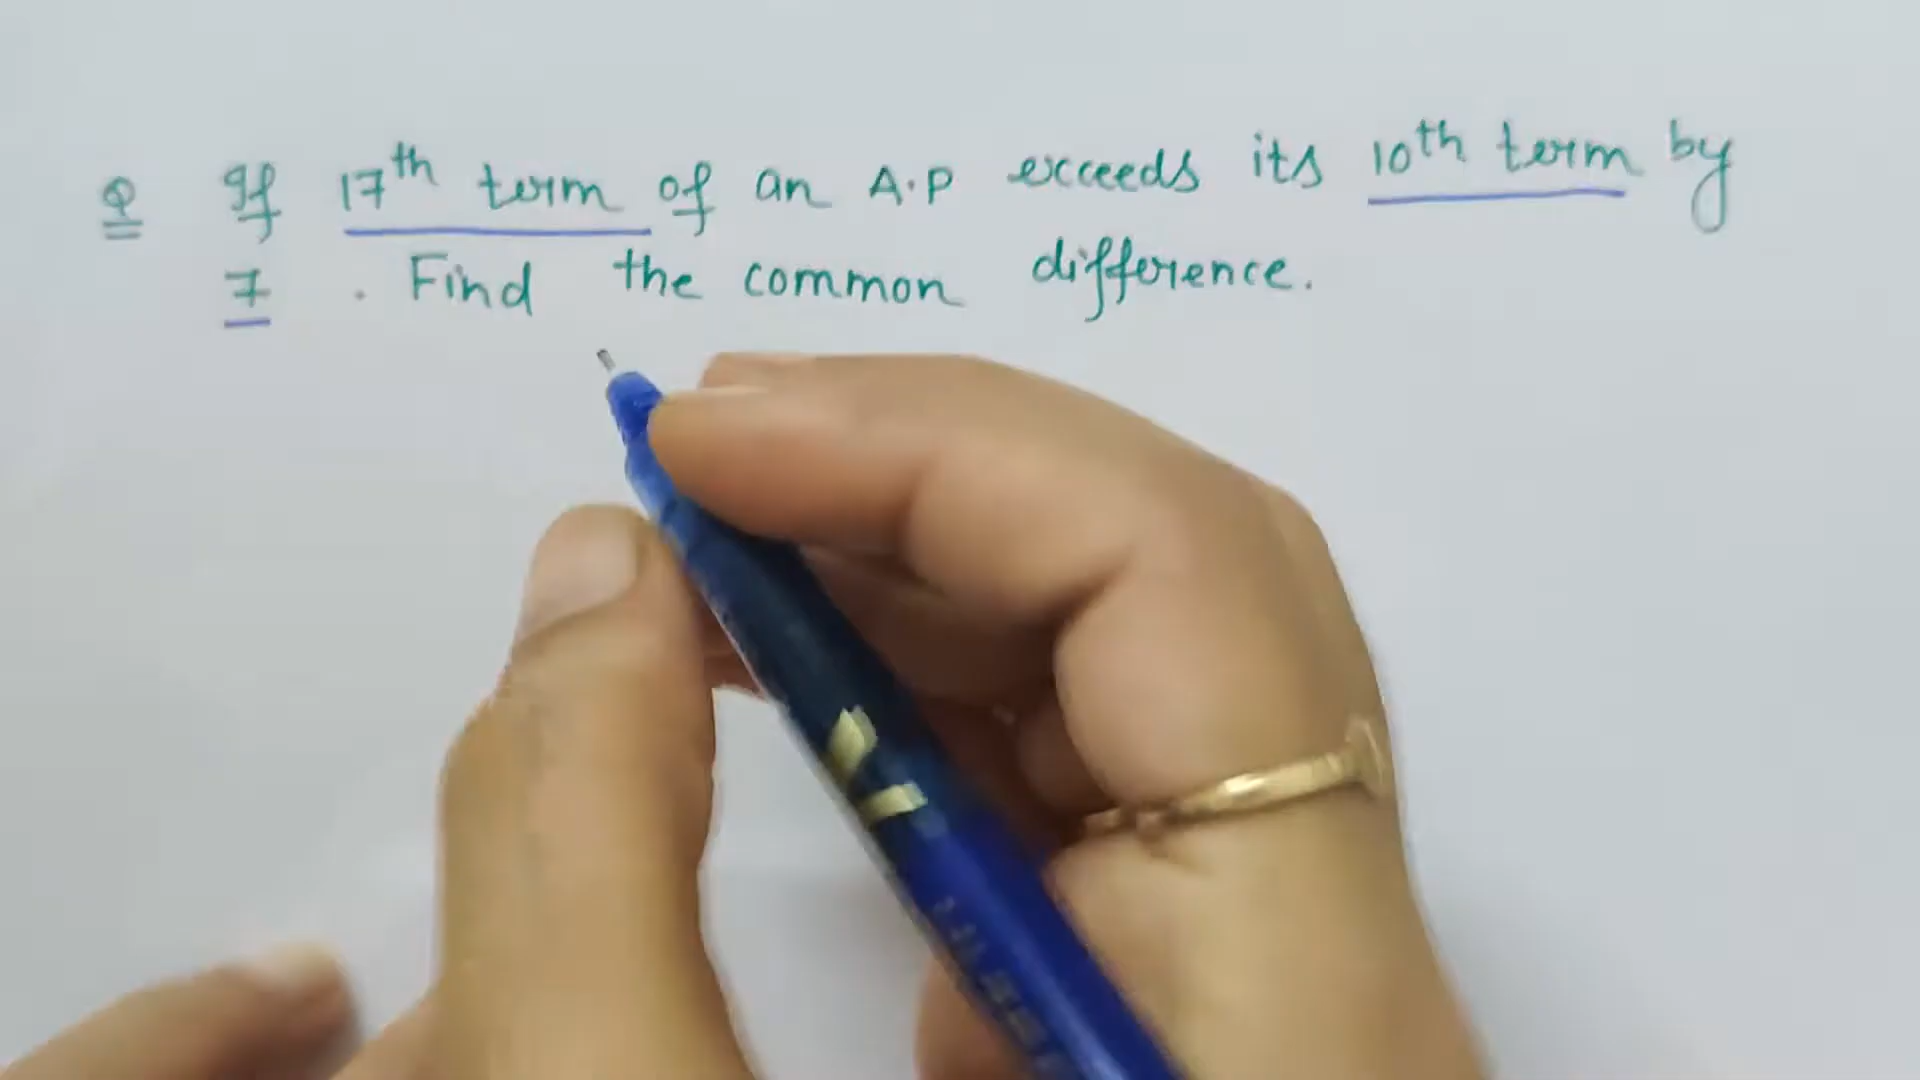 Q If 17th term of an A.P exceeds its 10th term by
7 . Find the common difference.